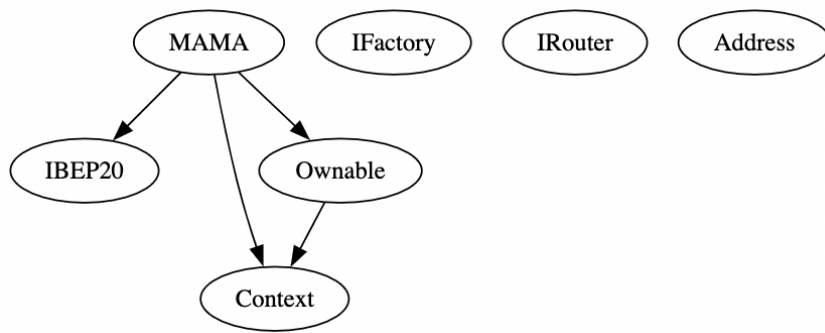 MAMA
IFactory
IRouter
Address
IBEP20
Ownable
Context